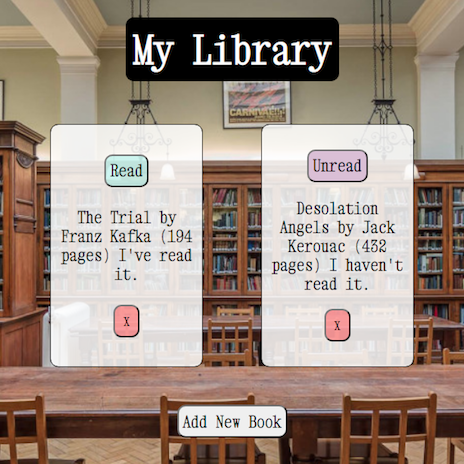 My Library
CARNIVAL
Read
The Trial by
Franz Kafka (194
pages) I've read
it.
x
Unread
Desolation
Angels by Jack
Kerouac (432
pages) I haven't
read it.
x
Add New Book